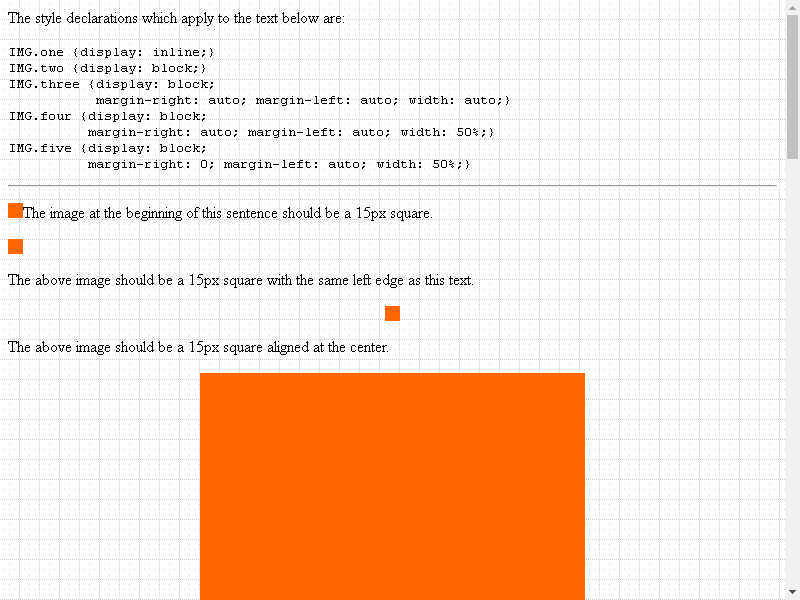 The style declarations which apply to the text below are:
IMG.one {display: inline;}
IMG.two {display: block;}
IMG.three {display: block;
margin-right: auto; margin-left: auto; width: auto;}
IMG.four {display: block;
margin-right: auto; margin-left: auto; width: 50%;}
IMG.five {display: block;
margin-right: 0; margin-left: auto; width: 50%;}
The image at the beginning of this sentence should be a 15px square.
The above image should be a 15px square with the same left edge as this text.
The above image should be a 15px square aligned at the center.